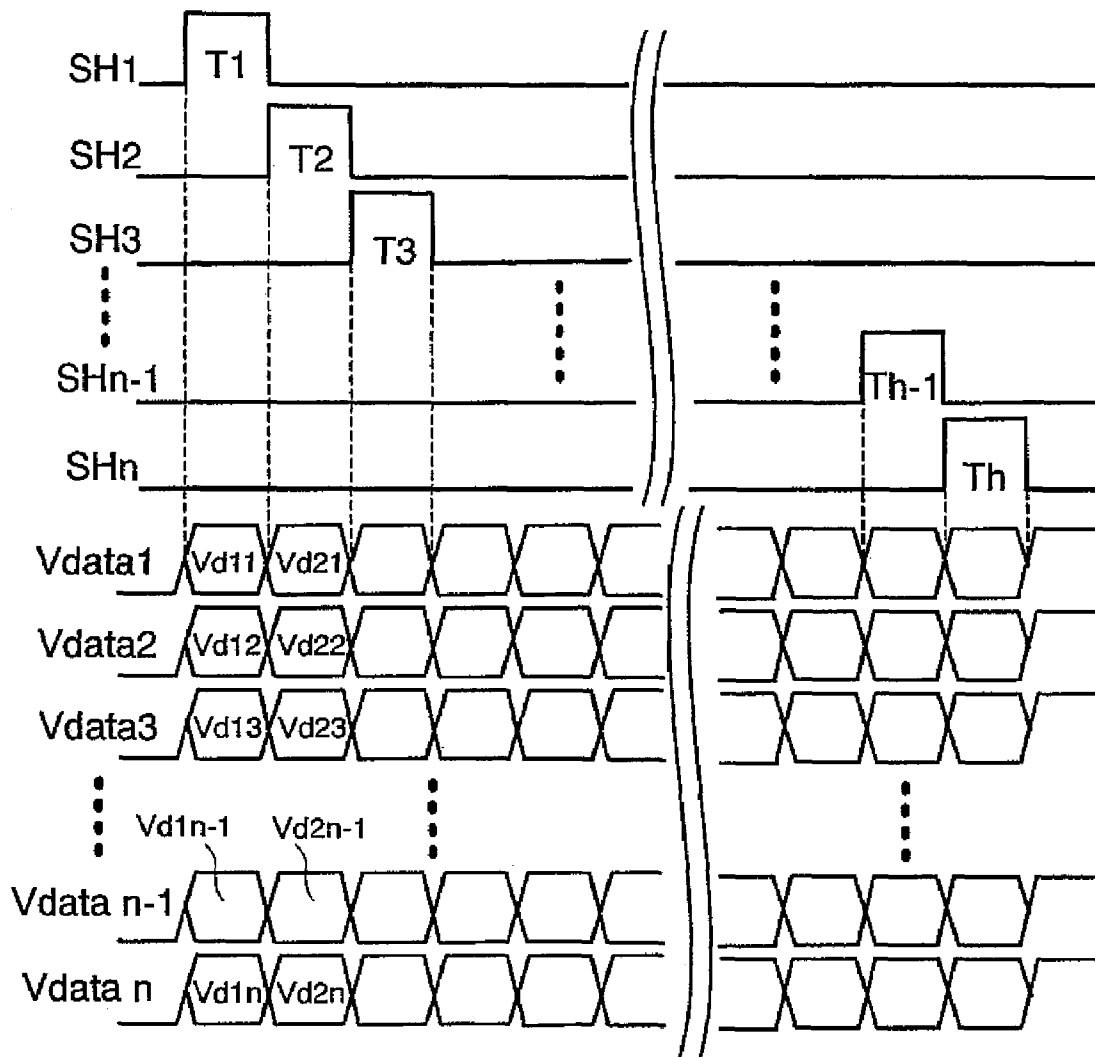 SH1 T1
SH2 T2
SH3 T3
SHn-1 Th-1
SHn Th
Vdata1 Vd11 Vd21
Vdata2 Vd12 Vd22
Vdata3 Vd13 Vd23
Vd1n-1 Vd2n-1
Vdata n-1
Vdata n Vd1n Vd2n